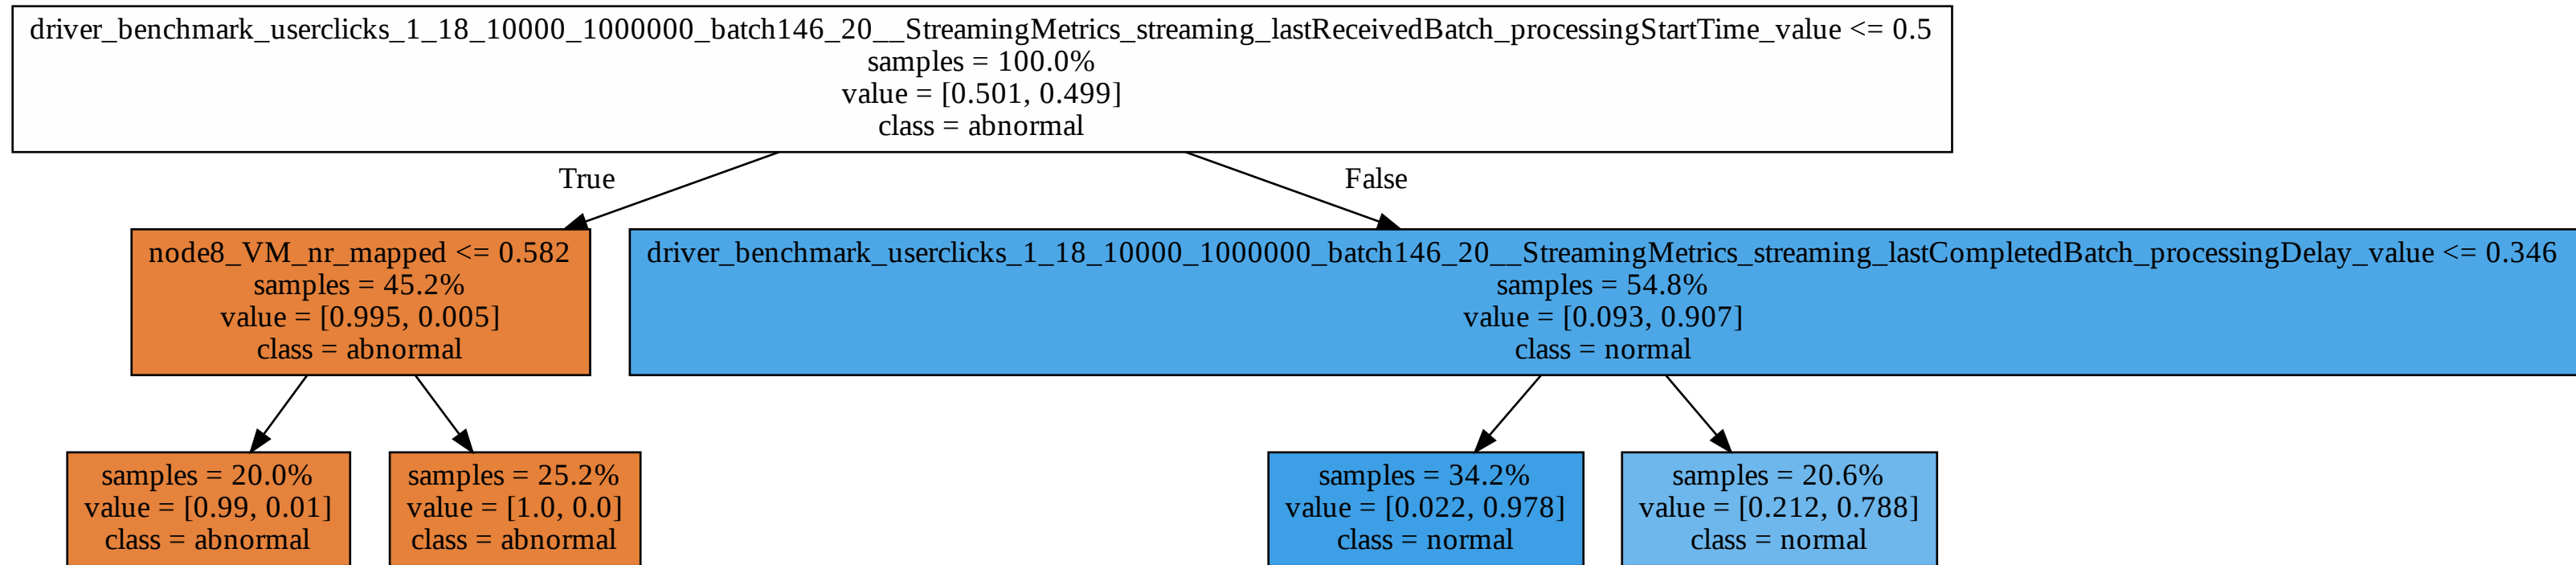 driver_benchmark_userclicks_1_18_10000_1000000_batch146_20__StreamingMetrics_streaming_lastReceivedBatch_processingStartTime_value <= 0.5
samples = 100.0%
value = [0.501, 0.499]
class = abnormal
True
False
node8_VM_nr_mapped <= 0.582
samples = 45.2%
value = [0.995, 0.005]
class = abnormal
driver_benchmark_userclicks_1_18_10000_1000000_batch146_20__StreamingMetrics_streaming_lastCompletedBatch_processingDelay_value <= 0.346
samples = 54.8%
value = [0.093, 0.907]
class = normal
samples = 20.0%
value = [0.99, 0.01]
class = abnormal
samples = 25.2%
value = [1.0, 0.0]
class = abnormal
samples = 34.2%
value = [0.022, 0.978]
class = normal
samples = 20.6%
value = [0.212, 0.788]
class = normal